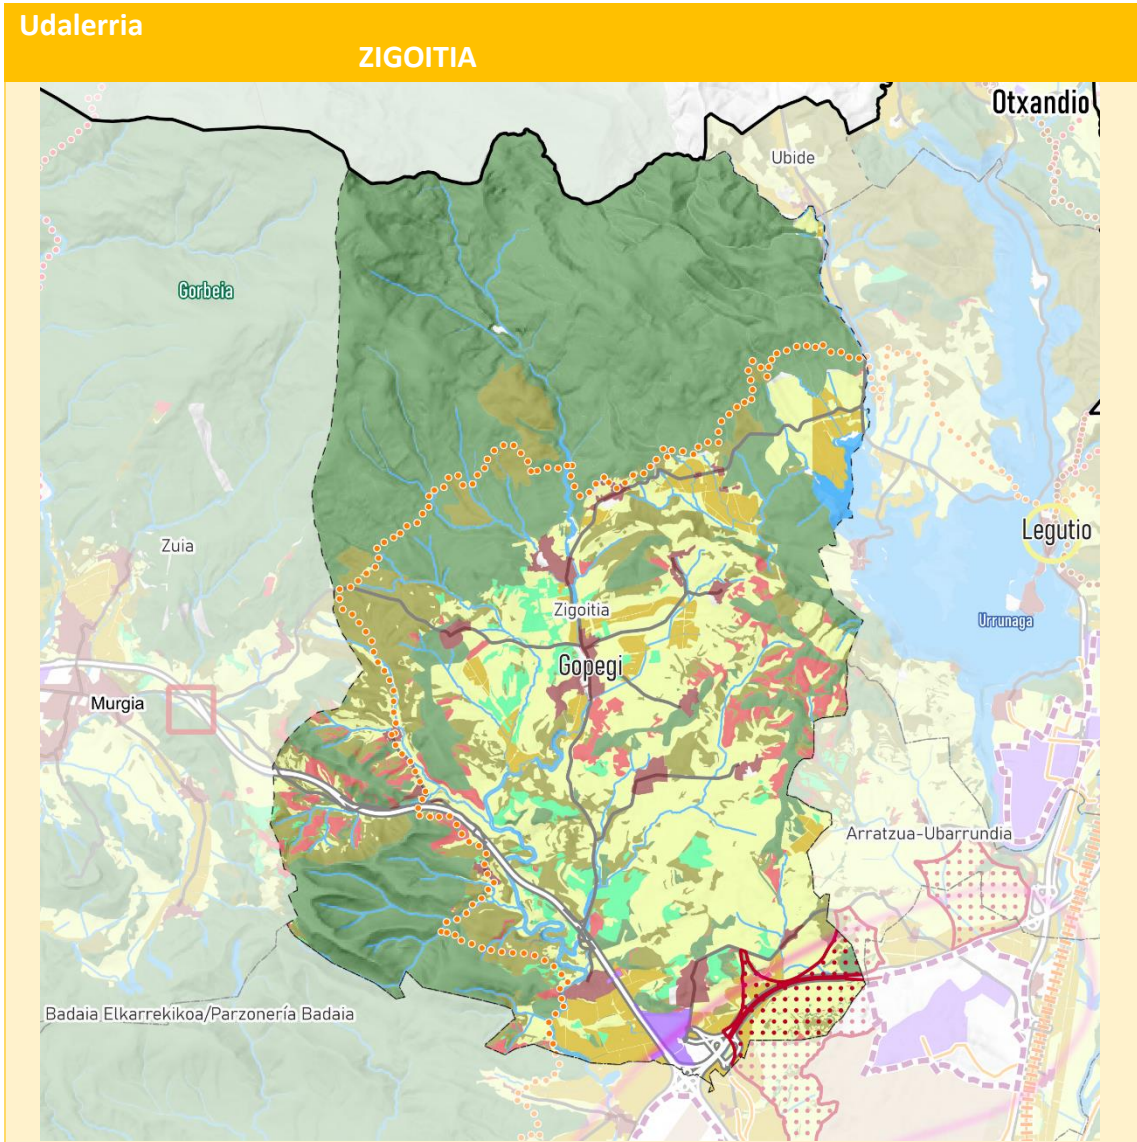 Udalerria
ZIGOITIA
Otxandio
Ubide
Gorbeia
Legutio
Zuia
Zigoitia
Urrunaga
Gopegi
Murgia
Arratzua-Ubarrundia
Badaia Elkarrekikoa/Parzonería Badaia